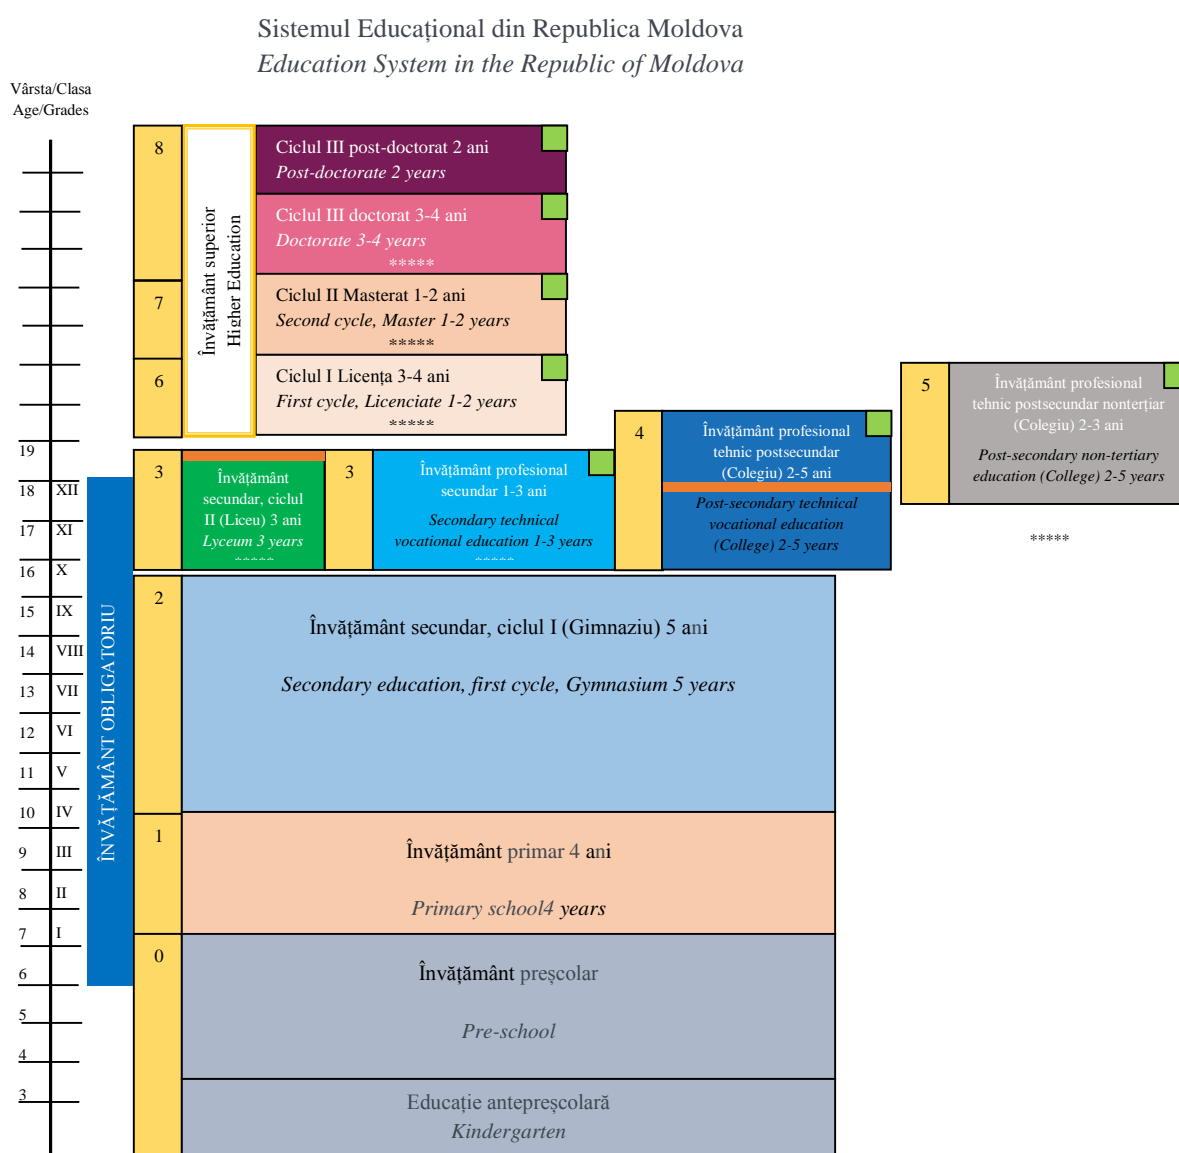 Sistemul Educațional din Republica Moldova
Education System in the Republic of Moldova
Vârsta/Clasa
Age/Grades
8
Învățământ superior
Higher Education
Ciclul III post-doctorat 2 ani
Post-doctorate 2 years
Ciclul III doctorat 3-4 ani
Doctorate 3-4 years
*****
7
Ciclul II Masterat 1-2 ani
Second cycle, Master 1-2 years
*****
6
Ciclul I Licența 3-4 ani
First cycle, Licenciate 1-2 years
*****
5
Învățământ profesional
tehnic postsecundar nonterțiar
(Colegiu) 2-3 ani
Post-secondary non-tertiary
education (College) 2-5 years
*****
4
Învățământ profesional
tehnic postsecundar
(Colegiu) 2-5 ani
Post-secondary technical
vocational education
(College) 2-5 years
3
Învățământ
secundar, ciclul
II (Liceu) 3 ani
Lyceum 3 years
*****
3
Învățământ profesional
secundar 1-3 ani
Secondary technical
vocational education 1-3 years
*****
19
18 XII
17 XI
16 X
15 IX
14 VIII
13 VII
12 VI
11 V
10 IV
9 III
8 II
7 I
6
5
4
3
ÎNVĂȚĂMÂNT OBLIGATORIU
2
Învățământ secundar, ciclul I (Gimnaziu) 5 ani
Secondary education, first cycle, Gymnasium 5 years
1
Învățământ primar 4 ani
Primary school4 years
0
Învățământ preșcolar
Pre-school
Educație antepreșcolară
Kindergarten